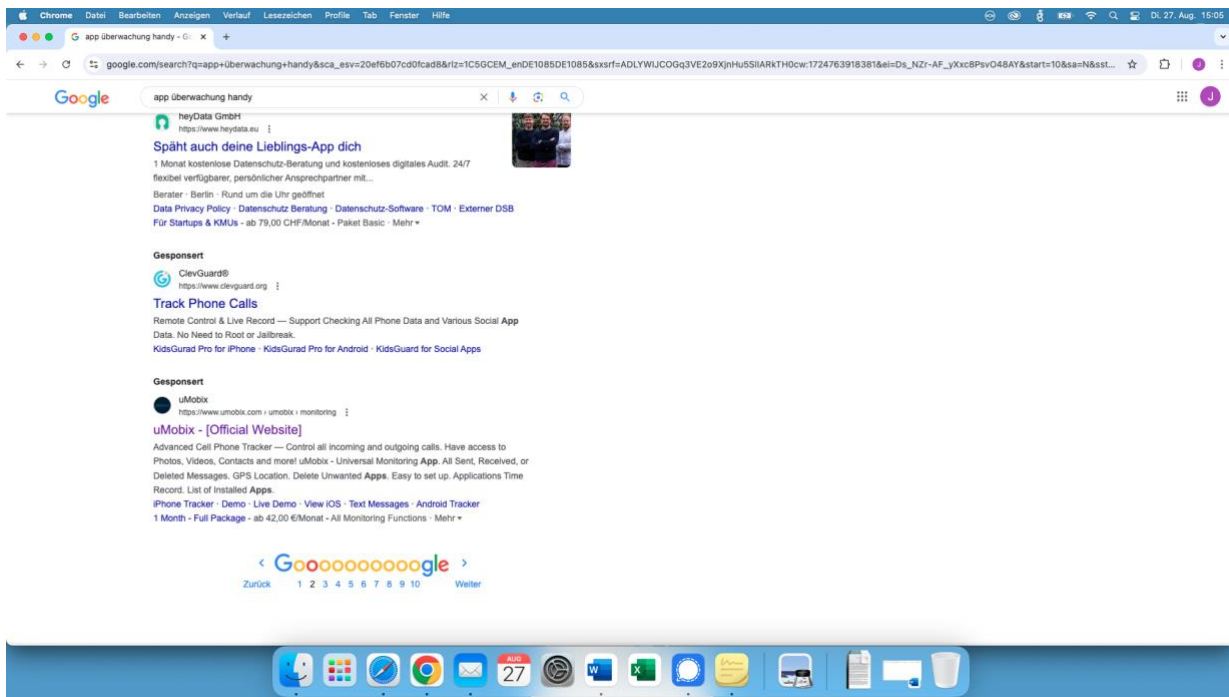 Chrome Datei Bearbeiten Anzeigen Verlauf Lesezeichen Profile Tab Fenster Hilfe Di. 27. Aug. 15:05
app überwachung handy - G
google.com/search?q=app+überwachung+handy&sca_esv=20ef6b07cd0fcad8&rlz=1C5GCEM_enDE1085DE1085&sxsrf=
Google app überwachung handy J
heyData GmbH
https://www.heydata.eu
Späht auch deine Lieblings-App dich
1 Monat kostenlose Datenschutz-Beratung und kostenloses digitales Audit. 24/7
flexibel verfügbarer, persönlicher Ansprechpartner mit...
Berater · Berlin · Rund um die Uhr geöffnet
Data Privacy Policy · Datenschutz Beratung · Datenschutz-Software · TOM · Externer DSB
Für Startups & KMUs - ab 79,00 CHF/Monat - Paket Basic · Mehr
Gesponsert
ClevGuard®
https://www.clevguard.org
Track Phone Calls
Remote Control & Live Record — Support Checking All Phone Data and Various Social App
Data. No Need to Root or Jailbreak.
KidsGurad Pro for iPhone · KidsGurad Pro for Android · KidsGuard for Social Apps
Gesponsert
uMobix
https://www.umobix.com › umobix › monitoring
uMobix - [Official Website]
Advanced Cell Phone Tracker — Control all incoming and outgoing calls. Have access to
Photos, Videos, Contacts and more! uMobix - Universal Monitoring App. All Sent, Received, or
Deleted Messages. GPS Location. Delete Unwanted Apps. Easy to set up. Applications Time
Record. List of Installed Apps.
iPhone Tracker · Demo · Live Demo · View iOS · Text Messages · Android Tracker
1 Month - Full Package - ab 42,00 €/Monat - All Monitoring Functions · Mehr
Goooooooooogle
Zurück 1 2 3 4 5 6 7 8 9 10 Weiter
AUG
27